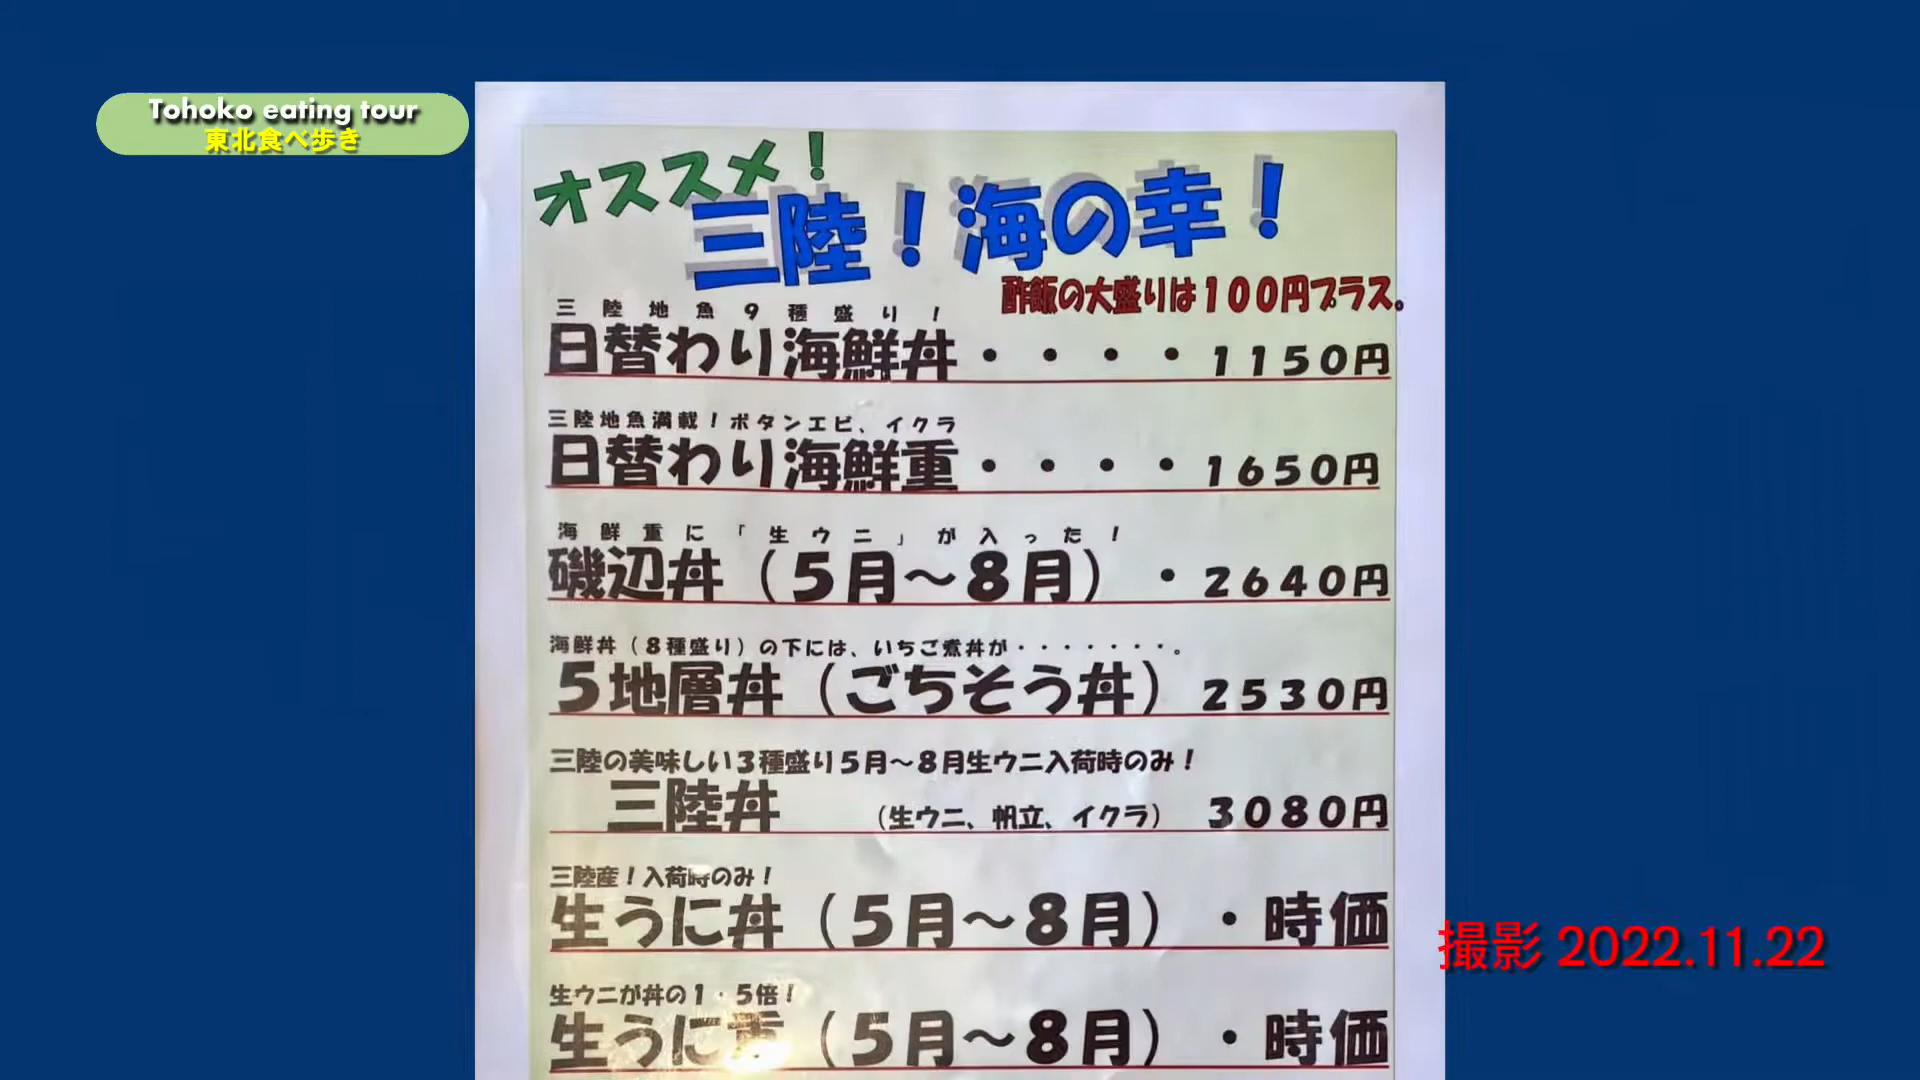 Tohoko eating tour
東北食べ歩き
オススメ！
三陸！海の幸！
酢飯の大盛りは１００円プラス。
三陸地魚９種盛り！
日替わり海鮮丼・・・・１１５０円
三陸地魚満載！ボタンエビ、イクラ
日替わり海鮮重・・・・１６５０円
海鮮重に「生ウニ」が入った！
磯辺丼（５月～８月）・２６４０円
海鮮丼（８種盛り）の下には、いちご煮丼が・・・・・・・。
５地層丼（ごちそう丼）２５３０円
三陸の美味しい３種盛り５月～８月生ウニ入荷時のみ！
三陸丼（生ウニ、帆立、イクラ）３０８０円
三陸産！入荷時のみ！
生うに丼（５月～８月）・時価
生ウニが丼の１．５倍！
生うに重（５月～８月）・時価
撮影 2022.11.22